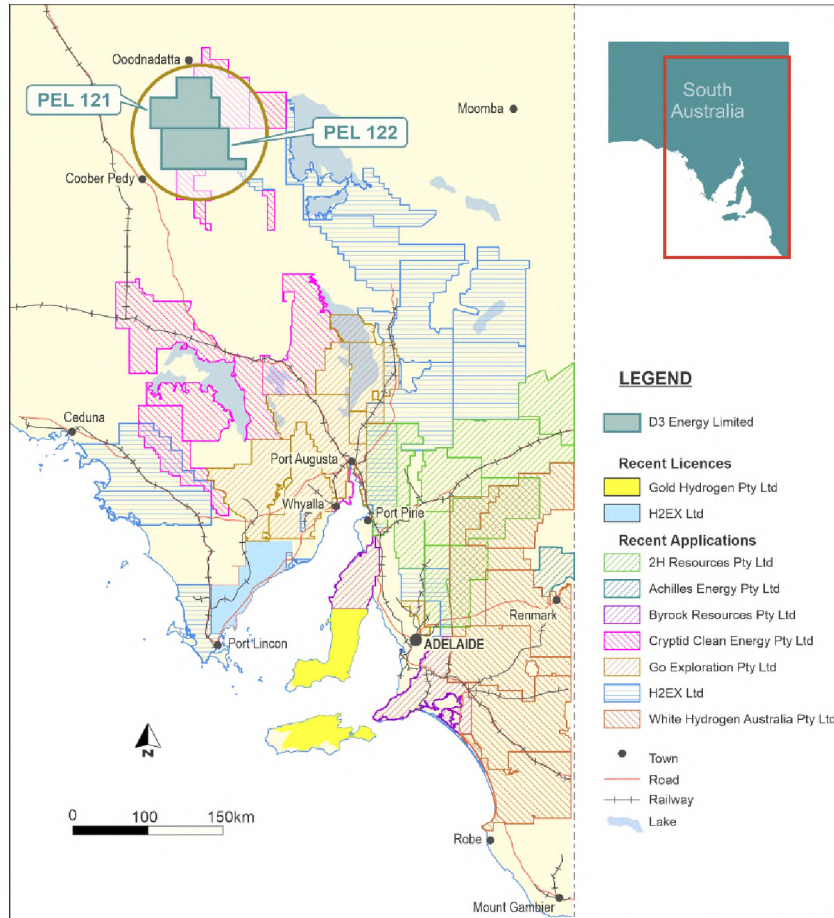 Ooodnadatta
PEL 121
PEL 122
Moomba
Coober Pedy
South
Australia
Ceduna
Port Augusta
Whyalla
Port Pirie
Port Lincon
ADELAIDE
Renmark
Robe
Mount Gambier
N
0 100 150km
LEGEND
D3 Energy Limited
Recent Licences
Gold Hydrogen Pty Ltd
H2EX Ltd
Recent Applications
2H Resources Pty Ltd
Achilles Energy Pty Ltd
Byrock Resources Pty Ltd
Cryptid Clean Energy Pty Ltd
Go Exploration Pty Ltd
H2EX Ltd
White Hydrogen Australia Pty Ltd
Town
Road
Railway
Lake